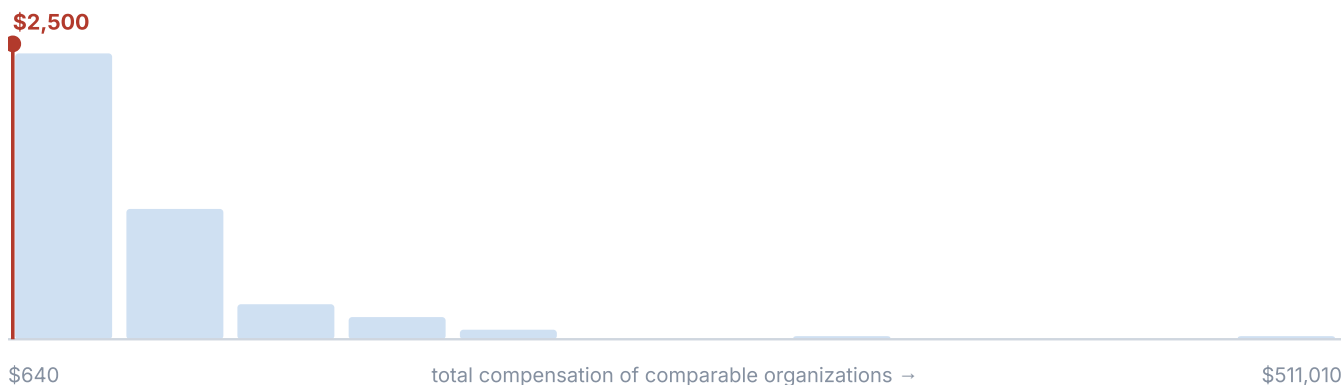 $2,500
$640 total compensation of comparable organizations → $511,010